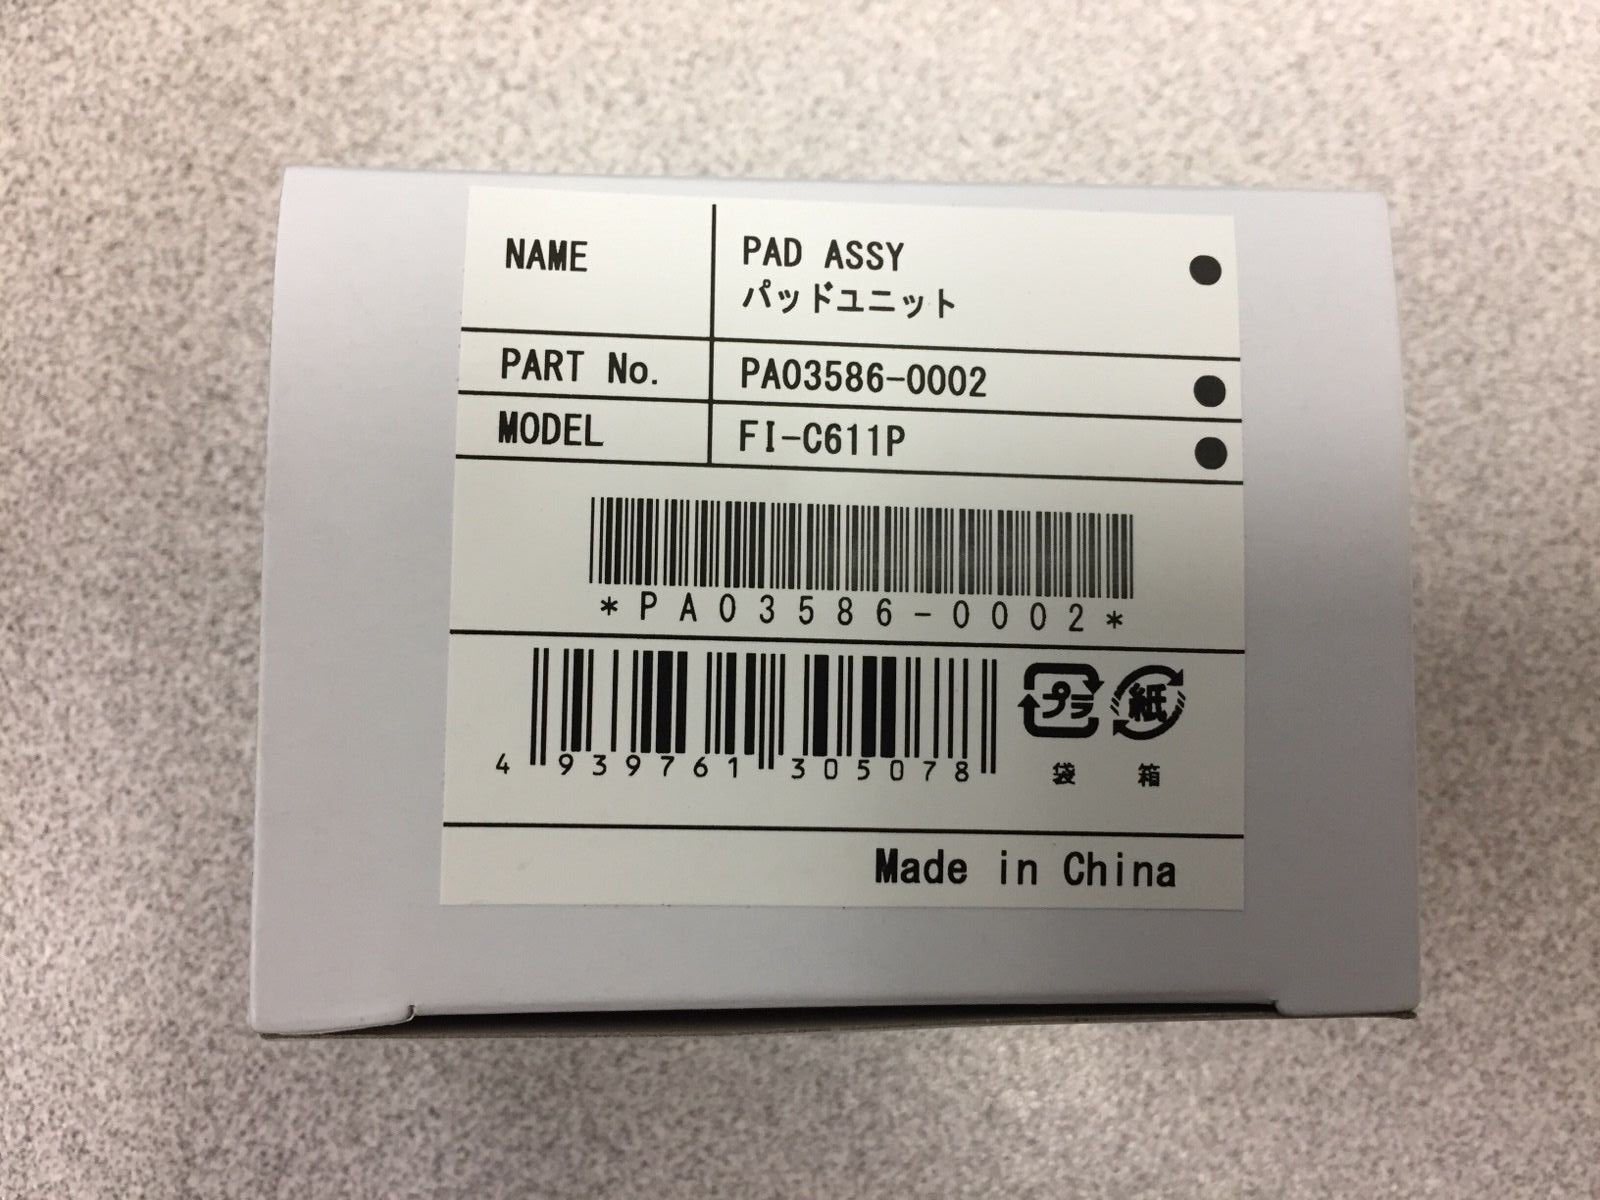 NAME
PAD ASSY
パッドユニット
PART No.
PA03586-0002
MODEL
FI-C611P
*PA03586-0002*
4 939761 305078
プラ 紙
袋 箱
Made in China